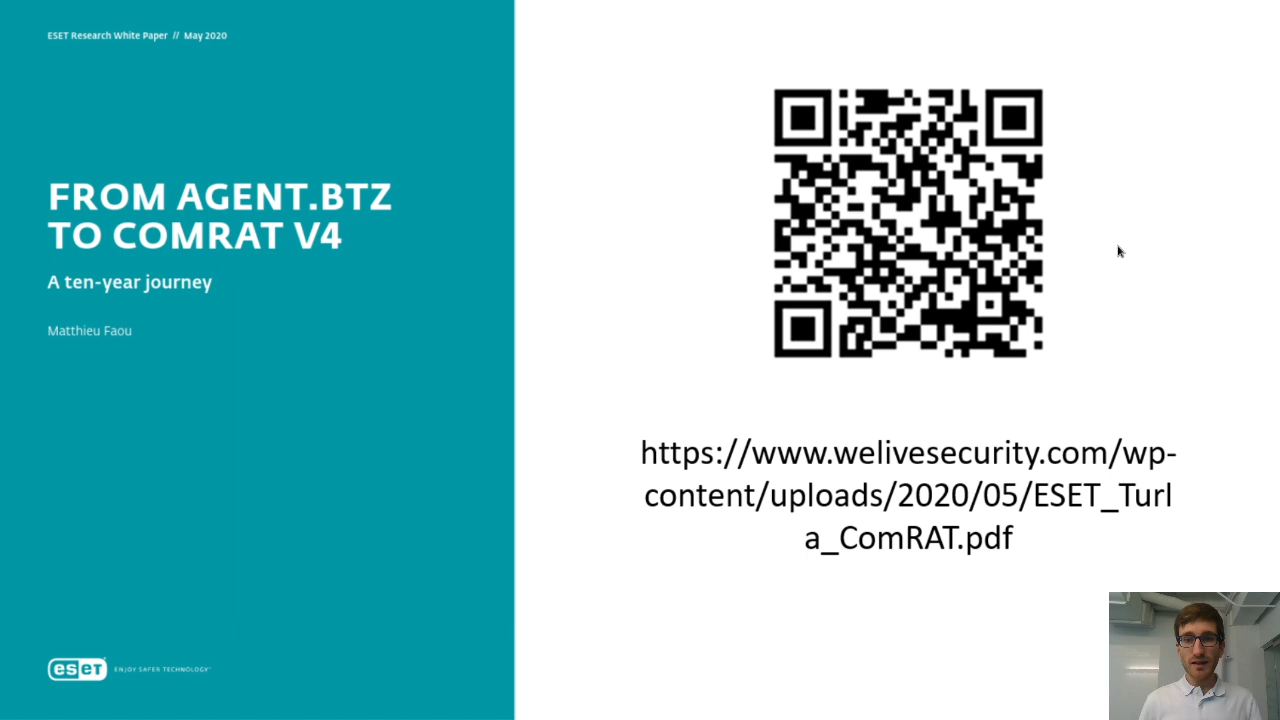 ESET Research White Paper // May 2020
FROM AGENT.BTZ
TO COMRAT V4
A ten-year journey
Matthieu Faou
eset ENJOY SAFER TECHNOLOGY
https://www.welivesecurity.com/wp-
content/uploads/2020/05/ESET_Turl
a_ComRAT.pdf